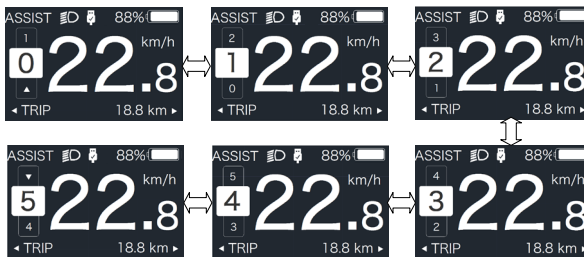 ASSIST 88%
1
km/h
0 22.8
▲
◂ TRIP 18.8 km ▸
ASSIST 88%
2
km/h
1 22.8
0
◂ TRIP 18.8 km ▸
ASSIST 88%
3
km/h
2 22.8
1
◂ TRIP 18.8 km ▸
ASSIST 88%
▼
km/h
5 22.8
4
◂ TRIP 18.8 km ▸
ASSIST 88%
5
km/h
4 22.8
3
◂ TRIP 18.8 km ▸
ASSIST 88%
4
km/h
3 22.8
2
◂ TRIP 18.8 km ▸